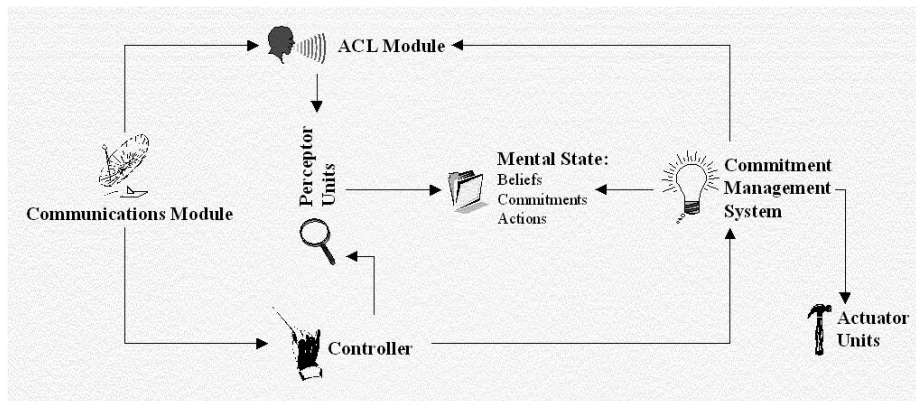 ACL Module
Perceptor
Units
Mental State:
Beliefs
Commitments
Actions
Commitment
Management
System
Communications Module
Controller
Actuator
Units